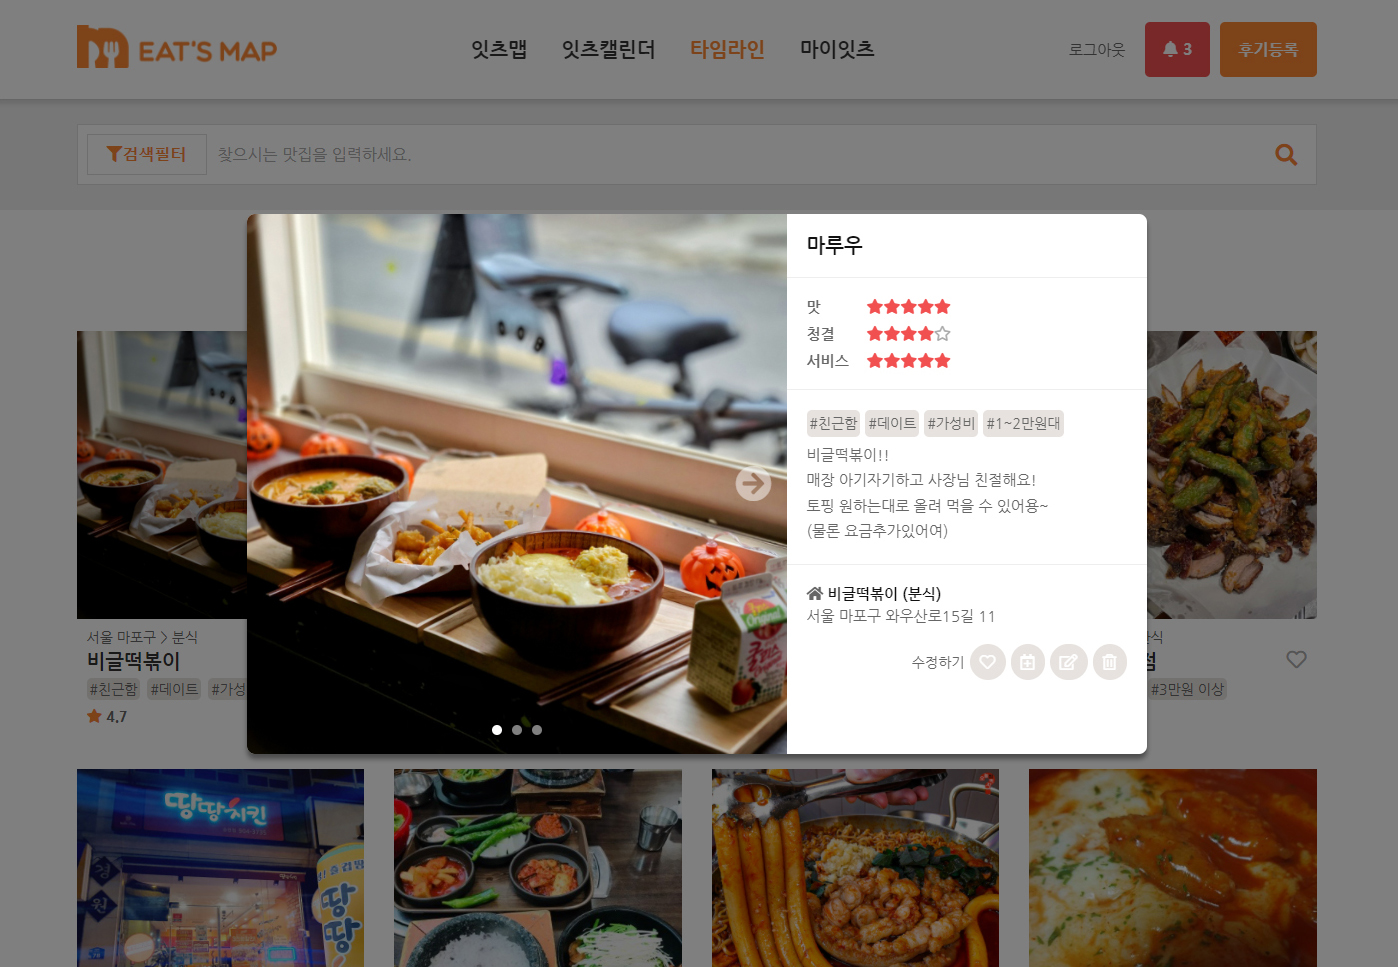 EAT'S MAP
잇츠맵 잇츠캘린더 타임라인 마이잇츠
로그아웃 3 후기등록
검색필터 찾으시는 맛집을 입력하세요.
마루우
맛
청결
서비스
#친근함 #데이트 #가성비 #1~2만원대
비글떡볶이!!
매장 아기자기하고 사장님 친절해요!
토핑 원하는대로 올려 먹을 수 있어용~
(물론 요금추가있어여)
비글떡볶이 (분식)
서울 마포구 와우산로15길 11
수정하기
서울 마포구 > 분식
비글떡볶이
#친근함 #데이트 #가성
4.7
#3만원 이상
땅땅치킨
땅땅
Original